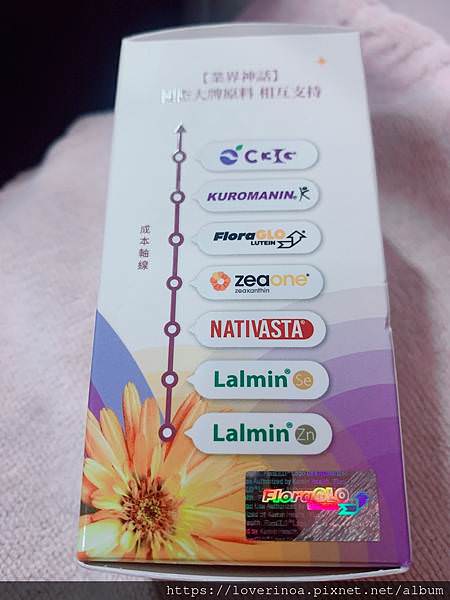 【業界神話】
大牌原料 相互支持
成本軸線
KUROMANIN®
FloraGLO®
LUTEIN
zeaone®
zeaxanthin
NATIVASTA®
Lalmin® Se
Lalmin® Zn
FloraGLO
https://loverinoa.pixnet.net/album